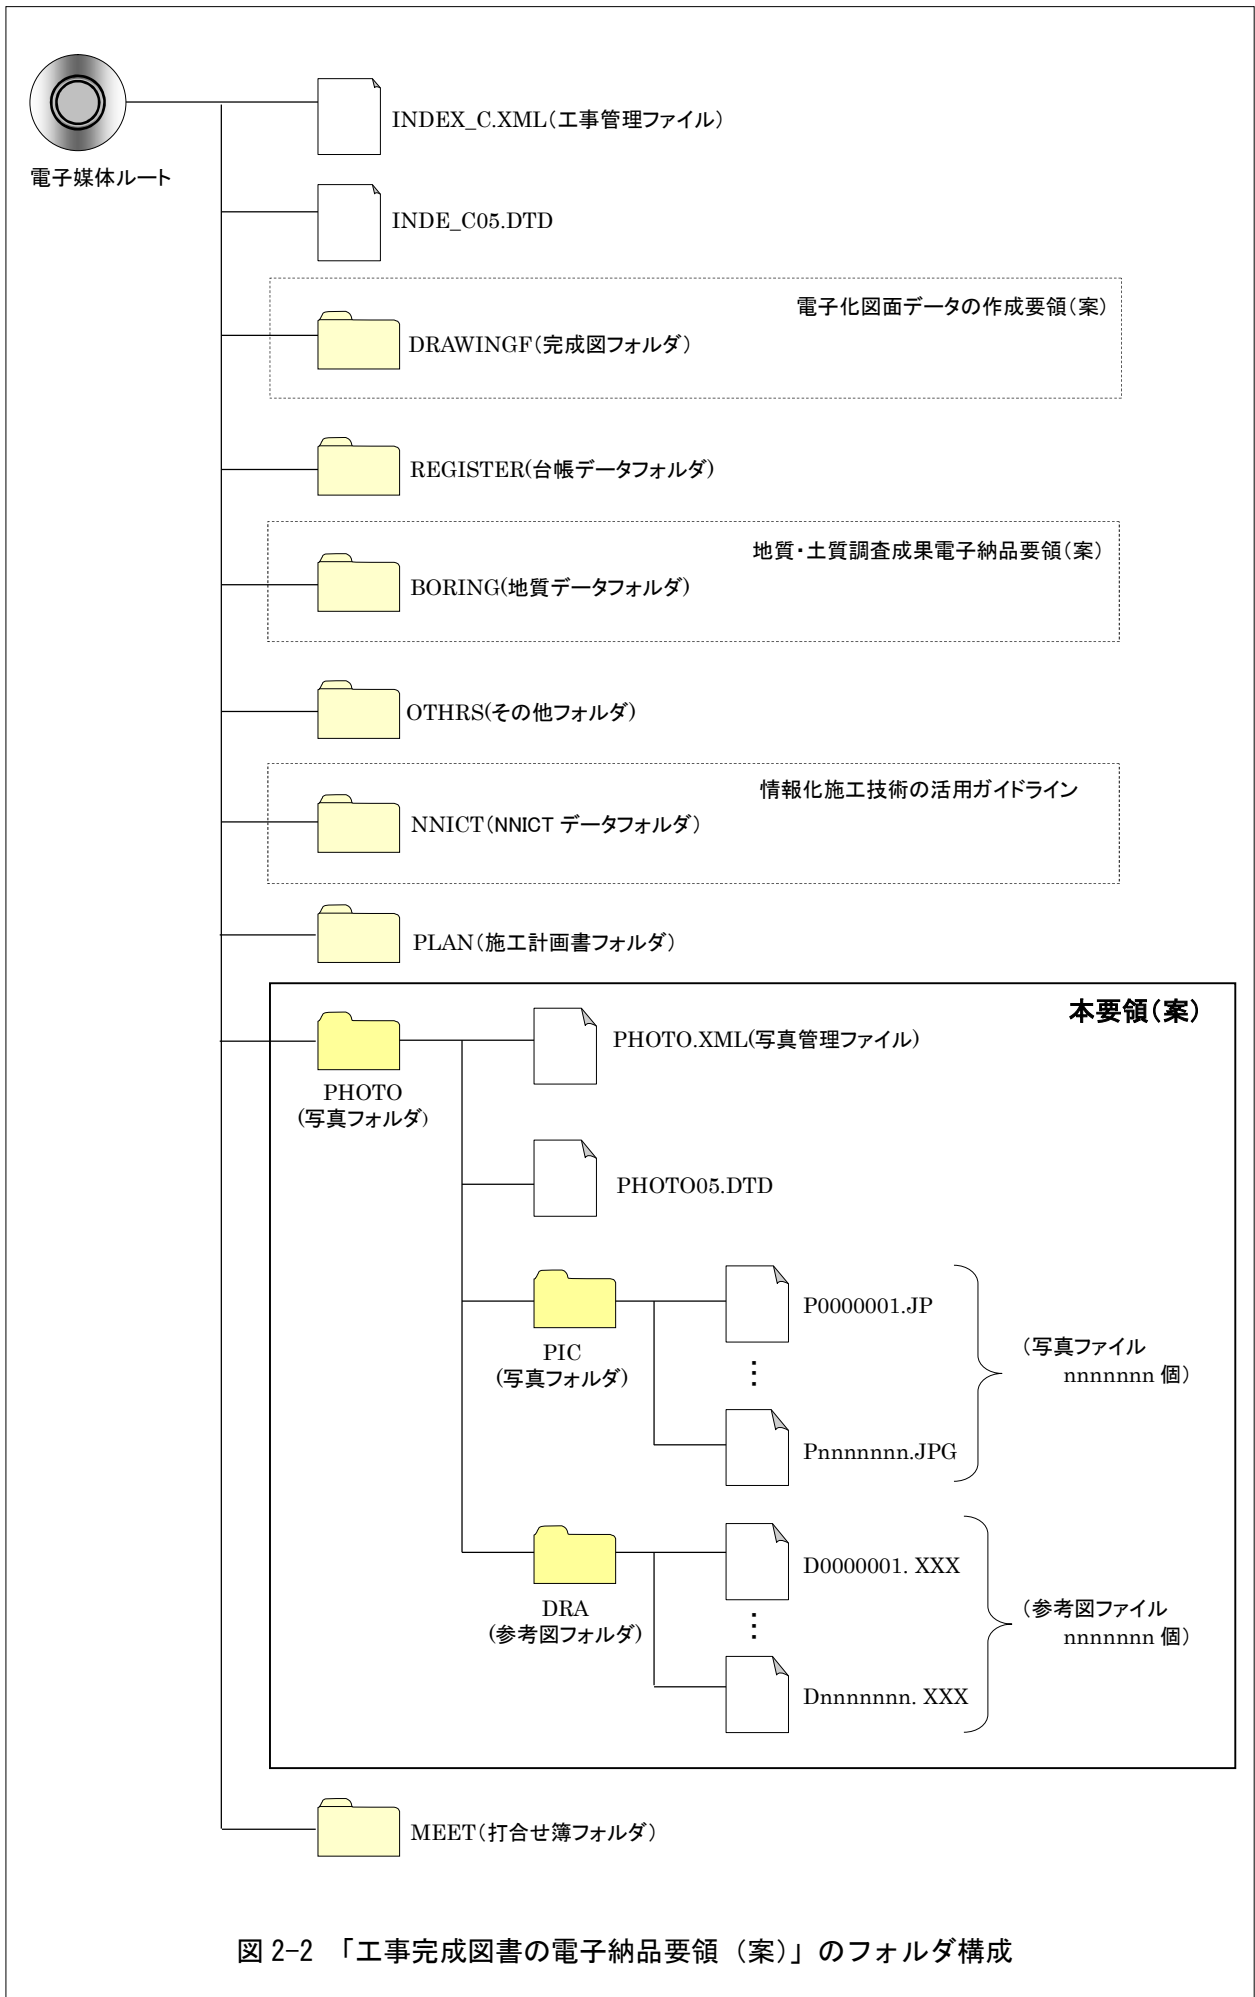 INDEX_C.XML(工事管理ファイル)
電子媒体ルート
INDE_C05.DTD
電子化図面データの作成要領(案)
DRAWINGF(完成図フォルダ)
REGISTER(台帳データフォルダ)
地質・土質調査成果電子納品要領(案)
BORING(地質データフォルダ)
OTHRS(その他フォルダ)
情報化施工技術の活用ガイドライン
NNICT(NNICT データフォルダ)
PLAN(施工計画書フォルダ)
本要領(案)
PHOTO.XML(写真管理ファイル)
PHOTO
(写真フォルダ)
PHOTO05.DTD
P0000001.JP
PIC
(写真フォルダ)
⋮
(写真ファイル
nnnnnnn 個)
Pnnnnnnn.JPG
D0000001. XXX
DRA
(参考図フォルダ)
⋮
(参考図ファイル
nnnnnnn 個)
Dnnnnnnn. XXX
MEET(打合せ簿フォルダ)
図 2-2 「工事完成図書の電子納品要領(案)」のフォルダ構成